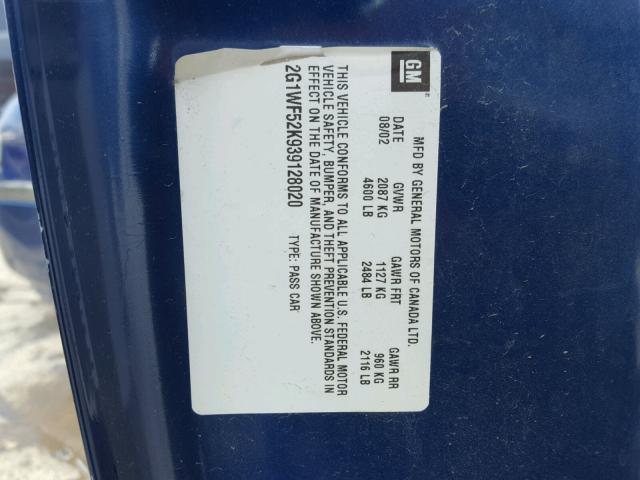 GM®
MFD BY GENERAL MOTORS OF CANADA LTD.
DATE GVWR GAWR FRT GAWR RR
08/02 2087 KG 1127 KG 960 KG
4600 LB 2484 LB 2116 LB
THIS VEHICLE CONFORMS TO ALL APPLICABLE U.S. FEDERAL MOTOR
VEHICLE SAFETY, BUMPER, AND THEFT PREVENTION STANDARDS IN
EFFECT ON THE DATE OF MANUFACTURE SHOWN ABOVE.
2G1WF52K939128020 TYPE: PASS CAR